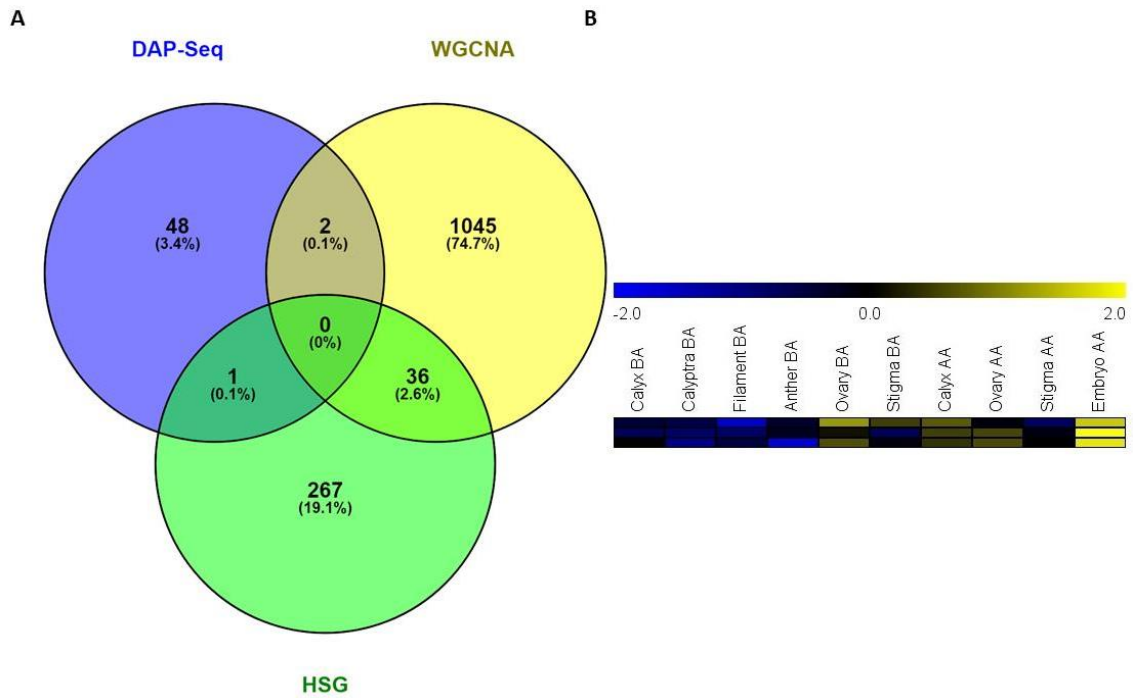 A
B
DAP-Seq
WGCNA
48
(3.4%)
2
(0.1%)
1045
(74.7%)
0
(0%)
1
(0.1%)
36
(2.6%)
267
(19.1%)
HSG
-2.0 0.0 2.0
Calyx BA
Calyptra BA
Filament BA
Anther BA
Ovary BA
Stigma BA
Calyx AA
Ovary AA
Stigma AA
Embryo AA